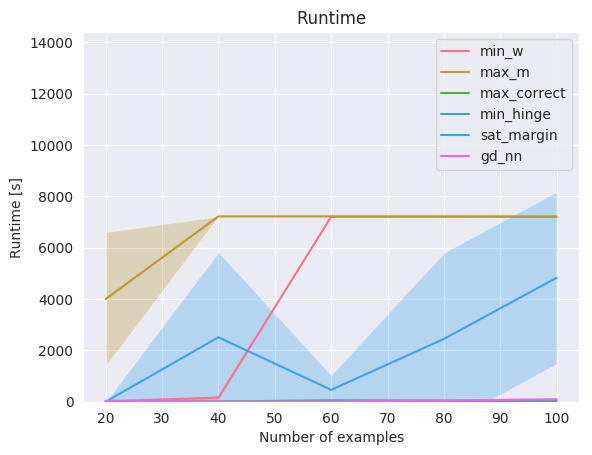 Runtime
14000
12000
10000
8000
6000
4000
2000
0
Runtime [s]
min_w
max_m
max_correct
min_hinge
sat_margin
gd_nn
20 30 40 50 60 70 80 90 100
Number of examples